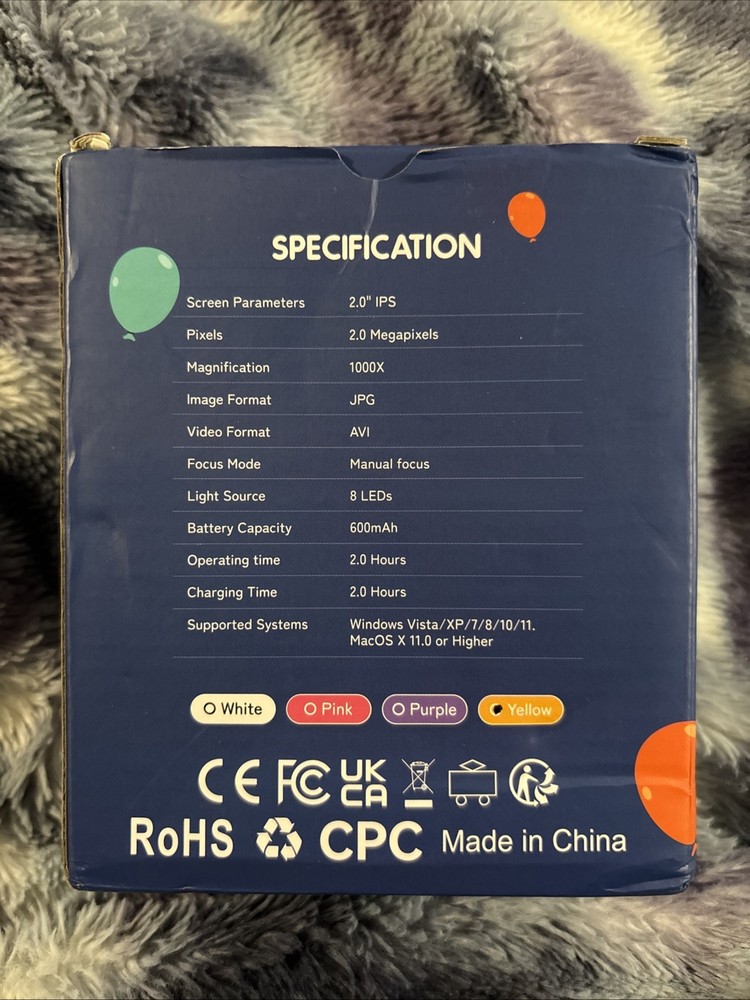 SPECIFICATION
Screen Parameters 2.0" IPS
Pixels 2.0 Megapixels
Magnification 1000X
Image Format JPG
Video Format AVI
Focus Mode Manual focus
Light Source 8 LEDs
Battery Capacity 600mAh
Operating time 2.0 Hours
Charging Time 2.0 Hours
Supported Systems Windows Vista/XP/7/8/10/11.
MacOS X 11.0 or Higher
White Pink Purple Yellow
CE FC UK
CA
RoHS CPC Made in China